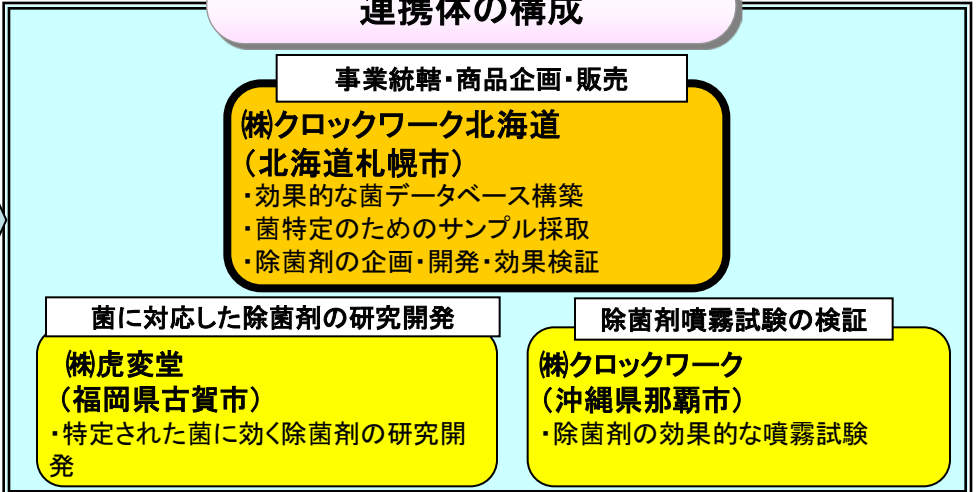 連携体の構成
事業統轄・商品企画・販売
㈱クロックワーク北海道
(北海道札幌市)
・効果的な菌データベース構築
・菌特定のためのサンプル採取
・除菌剤の企画・開発・効果検証
菌に対応した除菌剤の研究開発
㈱虎変堂
(福岡県古賀市)
・特定された菌に効く除菌剤の研究開
発
除菌剤噴霧試験の検証
㈱クロックワーク
(沖縄県那覇市)
・除菌剤の効果的な噴霧試験